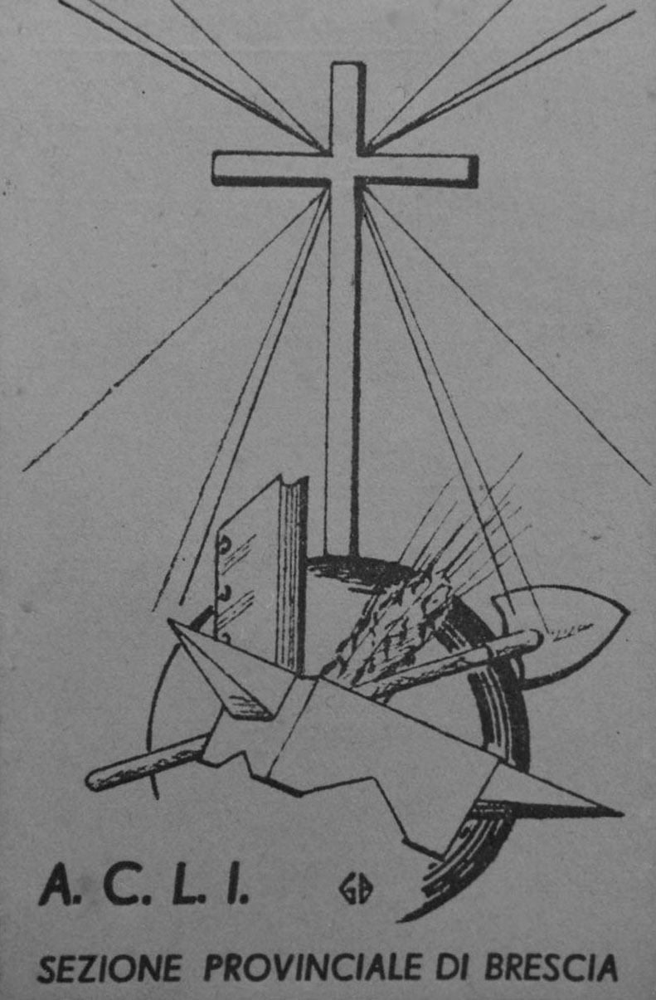 A. C. L. I. GB
SEZIONE PROVINCIALE DI BRESCIA